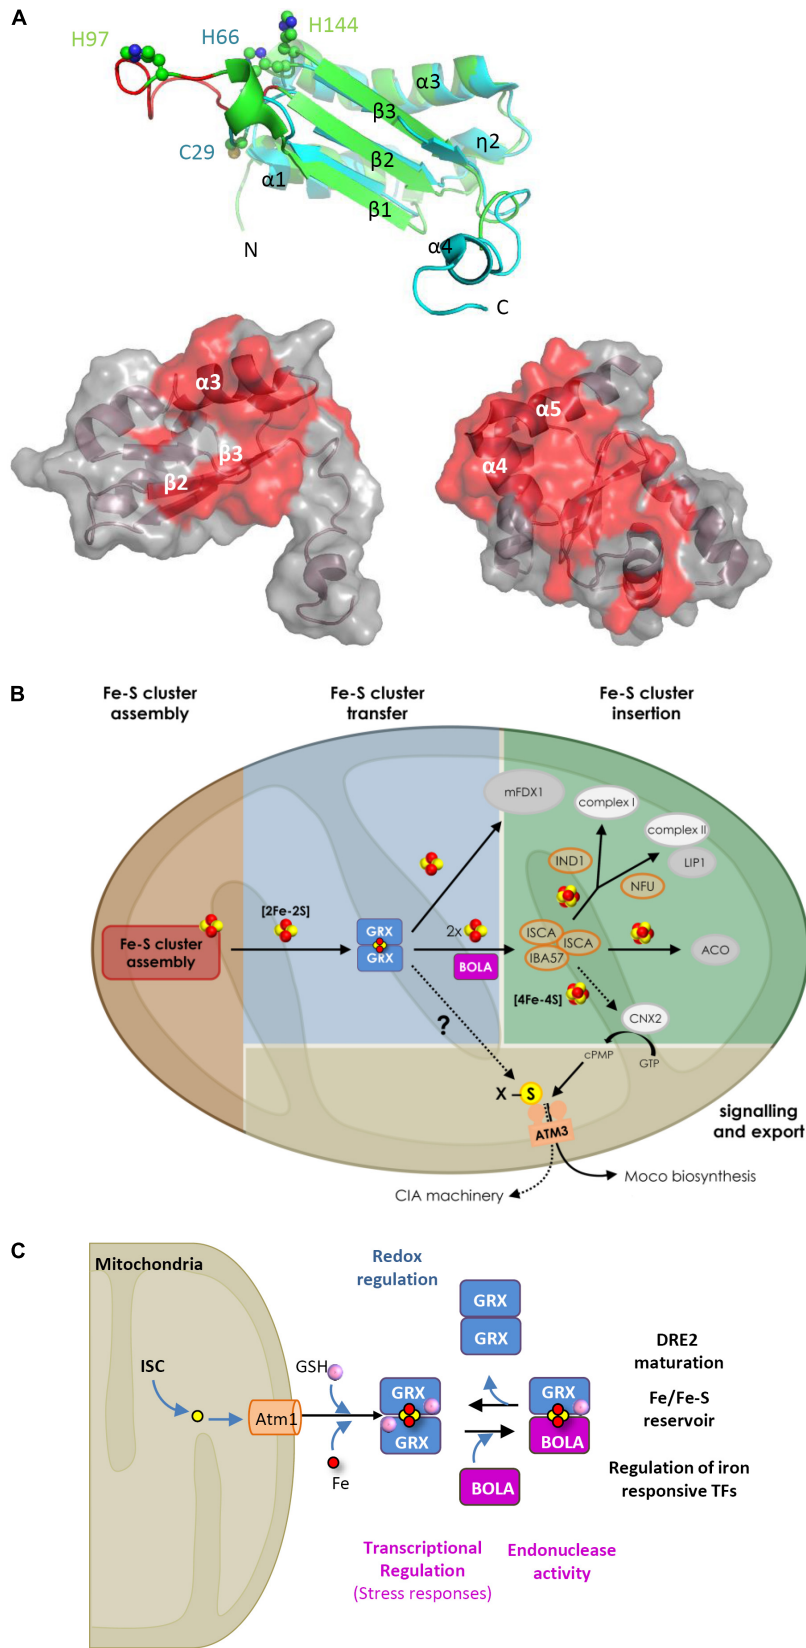 A
H97
H66
H144
α3
β3
η2
C29
β2
α1
β1
N
α4
C
α3
β3
β2
α5
α4
B
Fe-S cluster
assembly
Fe-S cluster
transfer
Fe-S cluster
insertion
mFDX1
complex I
complex II
LIP1
IND1
NFU
[2Fe-2S]
Fe-S cluster
assembly
GRX
GRX
2x
BOLA
ISCA
ISCA
IBA57
ACO
[4Fe-4S]
CNX2
?
cPMP
GTP
X
S
ATM3
signalling
and export
Moco biosynthesis
CIA machinery
C
Mitochondria
Redox
regulation
GRX
GRX
DRE2
maturation
ISC
GSH
GRX
GRX
Fe/Fe-S
reservoir
Atm1
GRX
BOLA
Fe
BOLA
Regulation of iron
responsive TFs
Transcriptional
Regulation
(Stress responses)
Endonuclease
activity